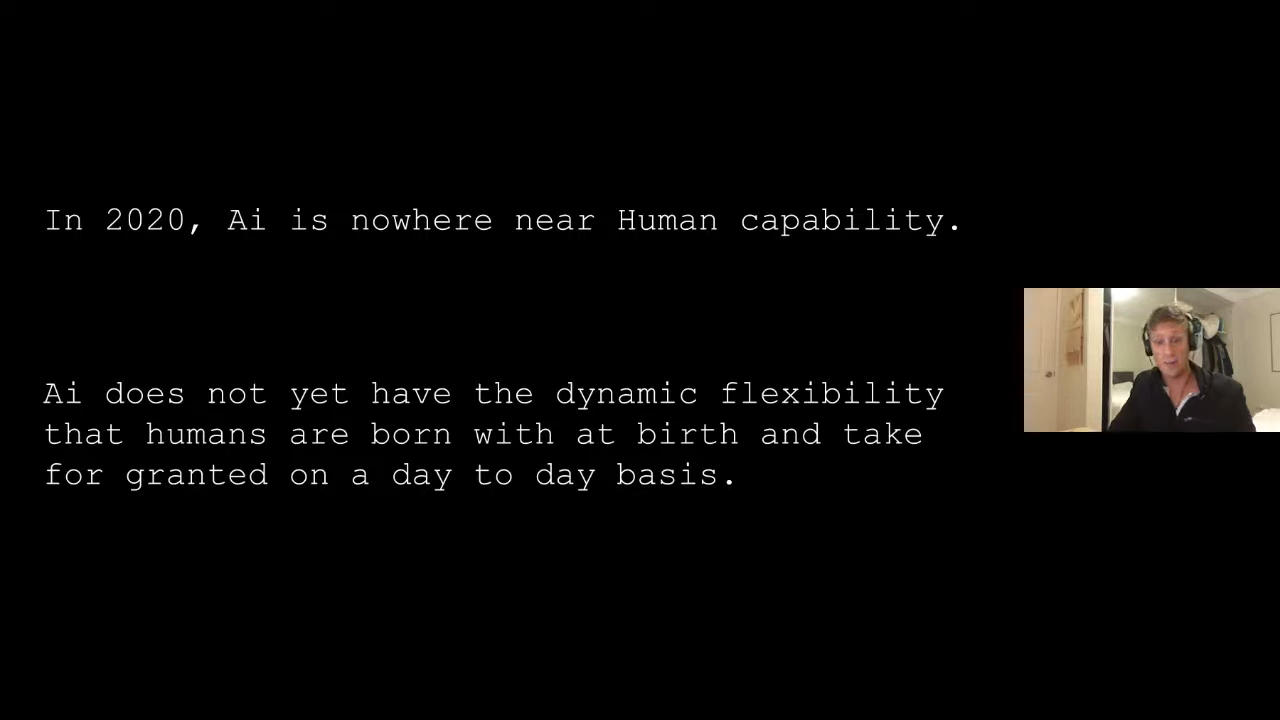 In 2020, Ai is nowhere near Human capability.
Ai does not yet have the dynamic flexibility
that humans are born with at birth and take
for granted on a day to day basis.